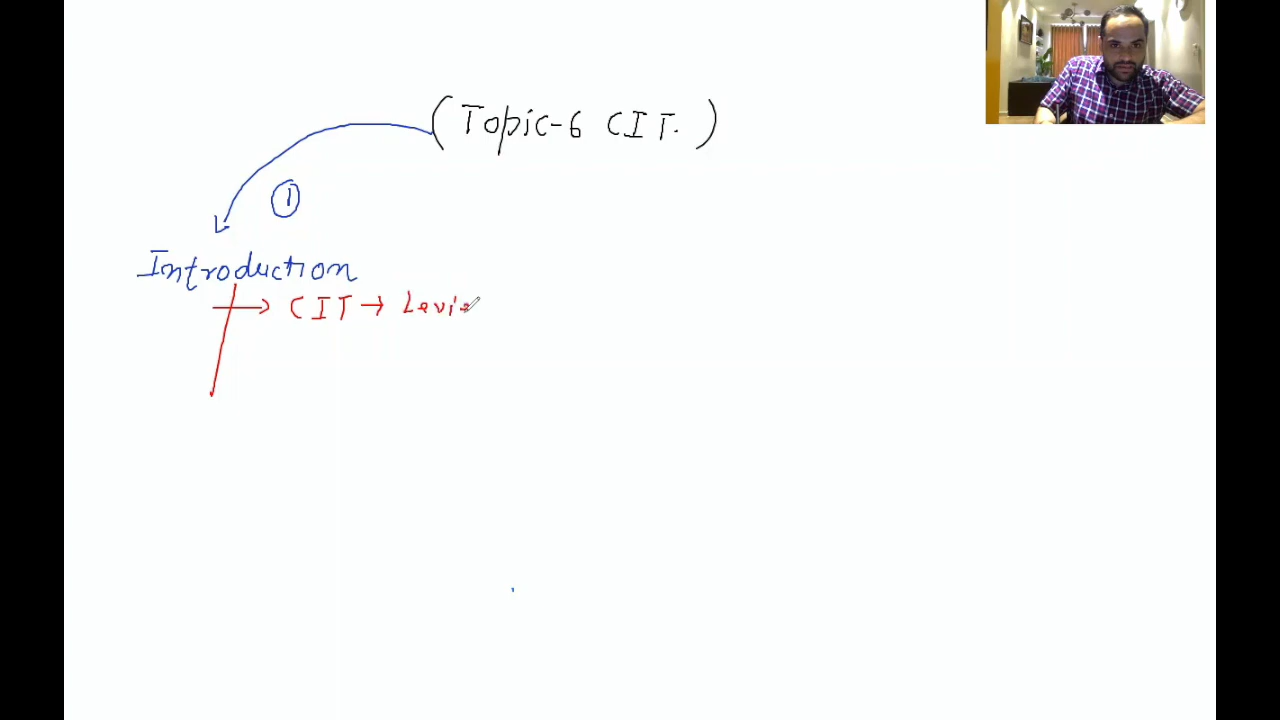 (Topic-6 CIT.)
①
Introduction
→ CIT → Levie